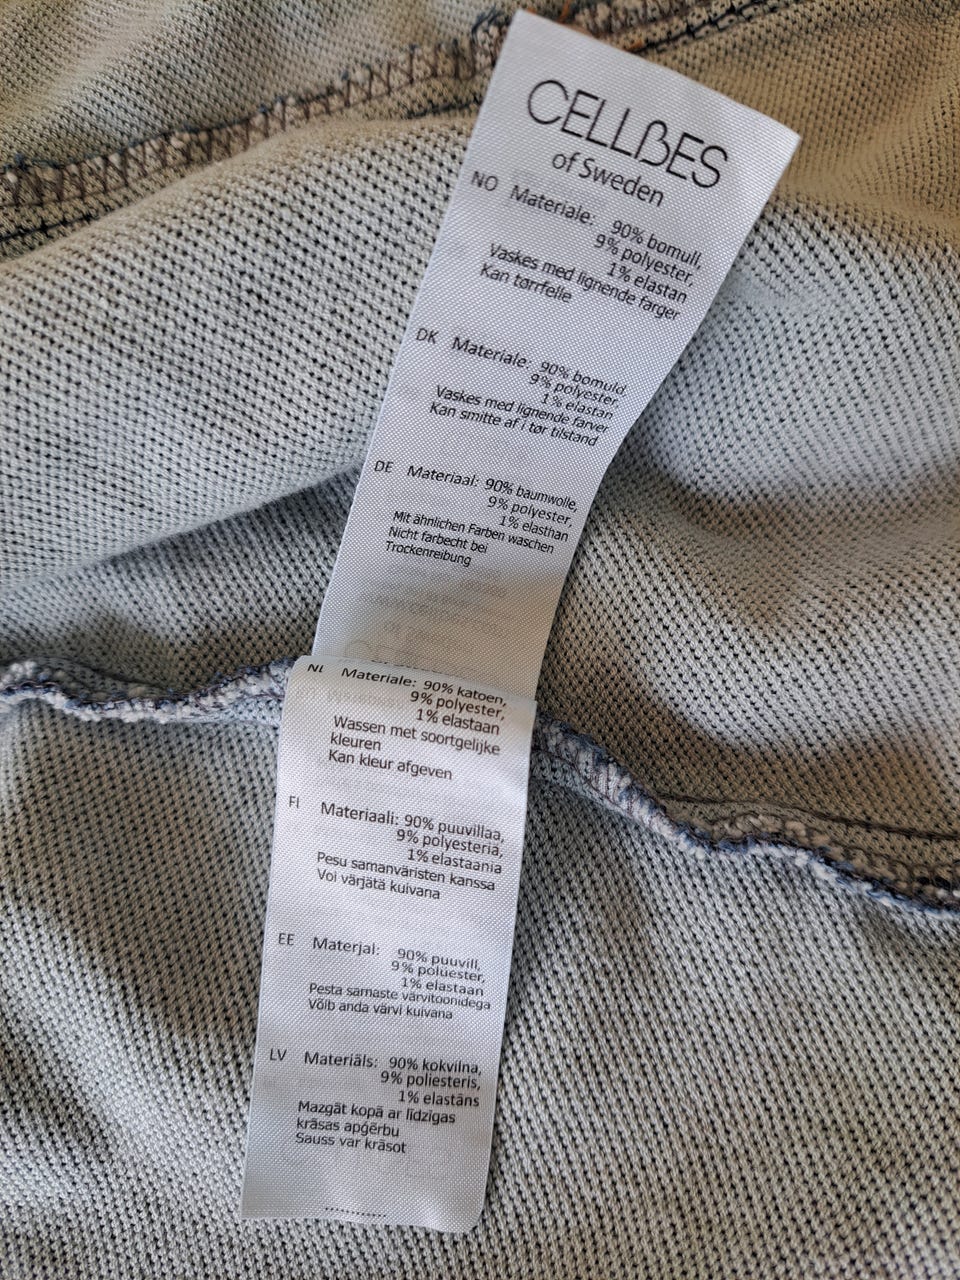 CELLBES
of Sweden
NO Materiale: 90% bomull,
9% polyester,
1% elastan
Vaskes med lignende farger
Kan tørrfelle
DK Materiale: 90% bomuld,
9% polyester,
1% elastan
Vaskes med lignende farver
Kan smitte af i tør tilstand
DE Materiaal: 90% baumwolle,
9% polyester,
1% elasthan
Mit ähnlichen Farben waschen
Nicht farbecht bei
Trockenreibung
NL Materiale: 90% katoen,
9% polyester,
1% elastaan
Wassen met soortgelijke
kleuren
Kan kleur afgeven
FI Materiaali: 90% puuvillaa,
9% polyesteria,
1% elastaania
Pesu samanväristen kanssa
Voi värjätä kuivana
EE Materjal: 90% puuvill,
9% polüester,
1% elastaan
Pesta samaste värvitoonidega
Võib anda värvi kuivana
LV Materiāls: 90% kokvilna,
9% poliesteris,
1% elastāns
Mazgāt kopā ar līdzīgas
krāsas apģērbu
Sauss var krāsot